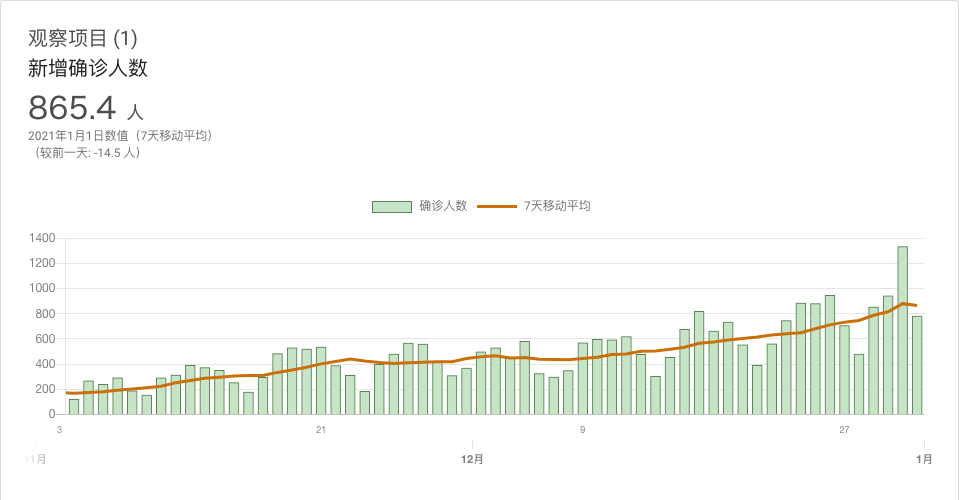 观察项目 (1)
新增确诊人数
865.4 人
2021年1月1日数值（7天移动平均）
（较前一天: -14.5 人）
确诊人数 7天移动平均
1400
1200
1000
800
600
400
200
0
3 21 9 27
1月 12月 1月